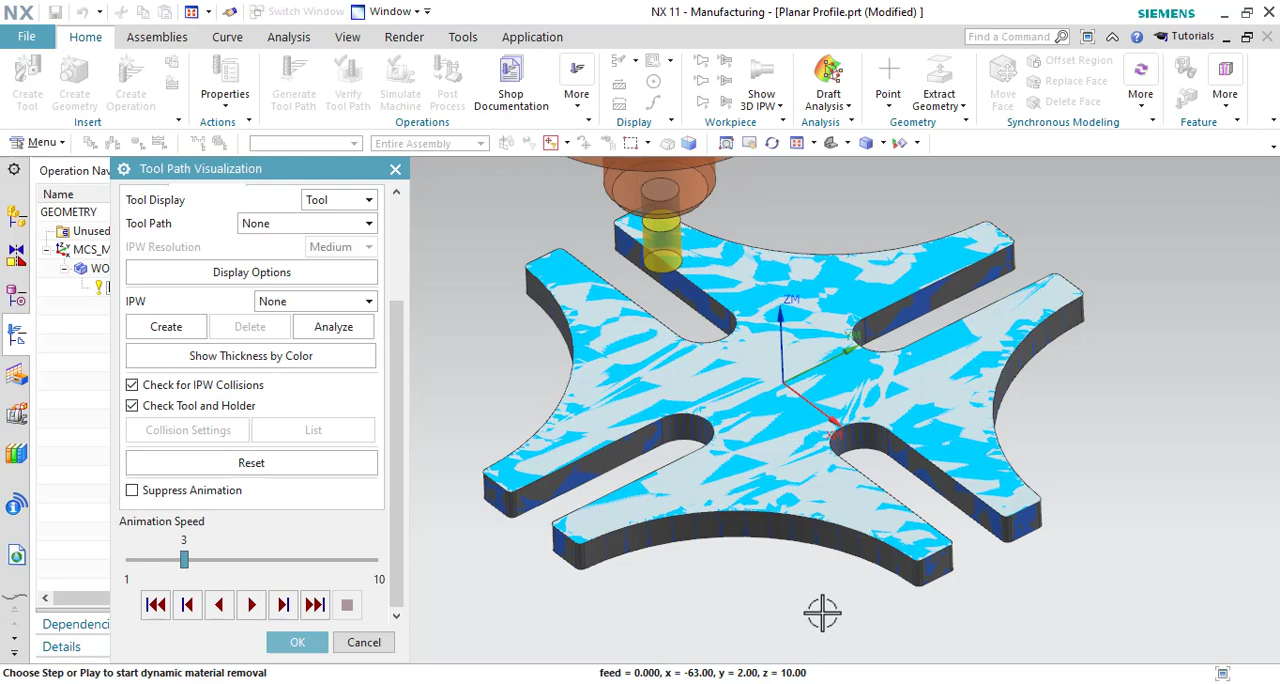 NX Switch Window Window NX 11 - Manufacturing - [Planar Profile.prt (Modified) ] SIEMENS
File Home Assemblies Curve Analysis View Render Tools Application Find a Command Tutorials
Create Tool Create Geometry Create Operation Properties Generate Tool Path Verify Tool Path Simulate Machine Post Process Shop Documentation More Show 3D IPW Draft Analysis Point Extract Geometry Move Face Offset Region Replace Face Delete Face More More
Insert Actions Operations Display Workpiece Analysis Geometry Synchronous Modeling Feature
Menu Entire Assembly
Operation Nav
Name
GEOMETRY
Unused
MCS_M
WO
Dependenci
Details
Tool Path Visualization
Tool Display Tool
Tool Path None
IPW Resolution Medium
Display Options
IPW None
Create Delete Analyze
Show Thickness by Color
Check for IPW Collisions
Check Tool and Holder
Collision Settings List
Reset
Suppress Animation
Animation Speed
3
1 10
OK Cancel
ZM
YM
XM
Choose Step or Play to start dynamic material removal feed = 0.000, x = -63.00, y = 2.00, z = 10.00